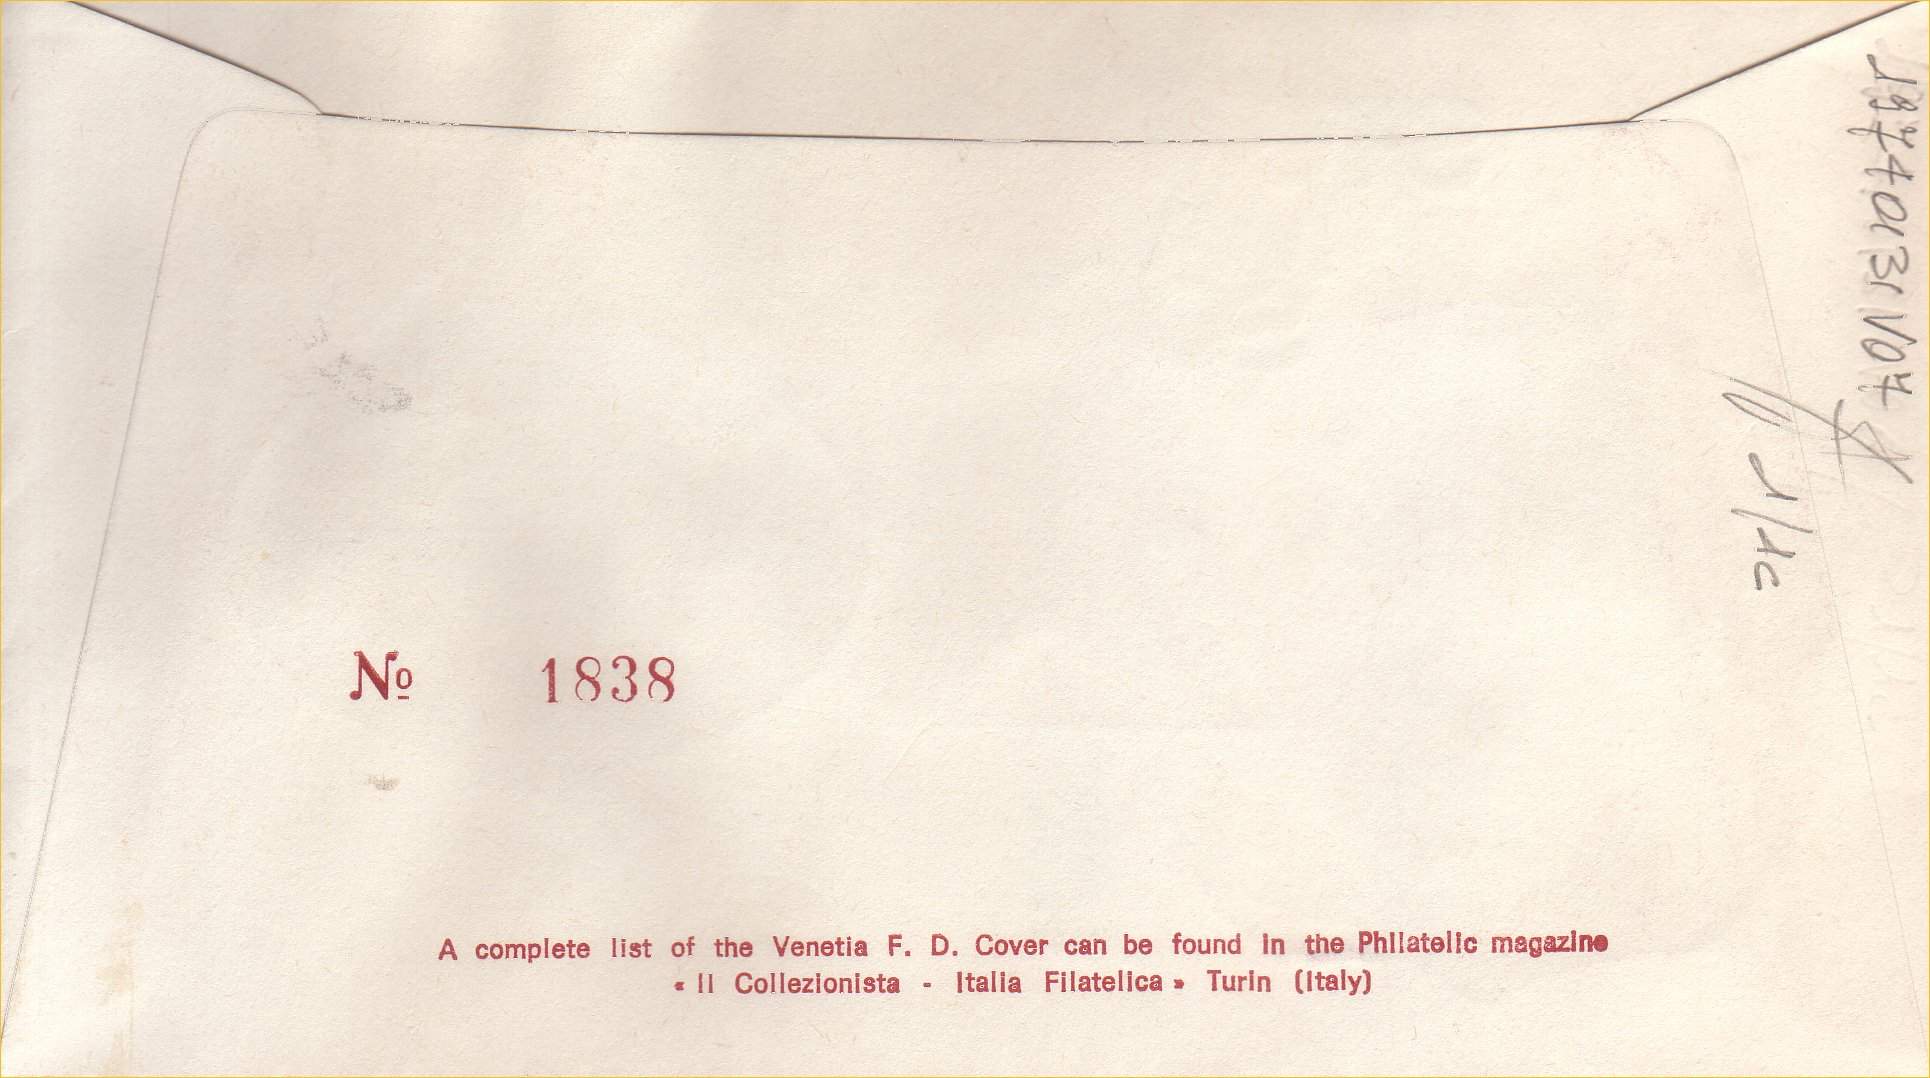 № 1838
A complete list of the Venetia F. D. Cover can be found in the Philatelic magazine
« Il Collezionista - Italia Filatelica » Turin (Italy)